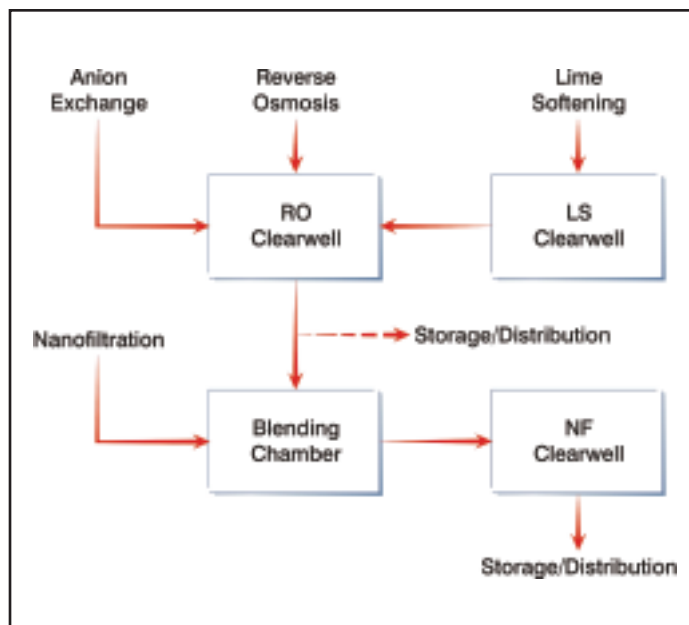 Anion
Exchange
Reverse
Osmosis
Lime
Softening
RO
Clearwell
LS
Clearwell
Nanofiltration
Storage/Distribution
Blending
Chamber
NF
Clearwell
Storage/Distribution